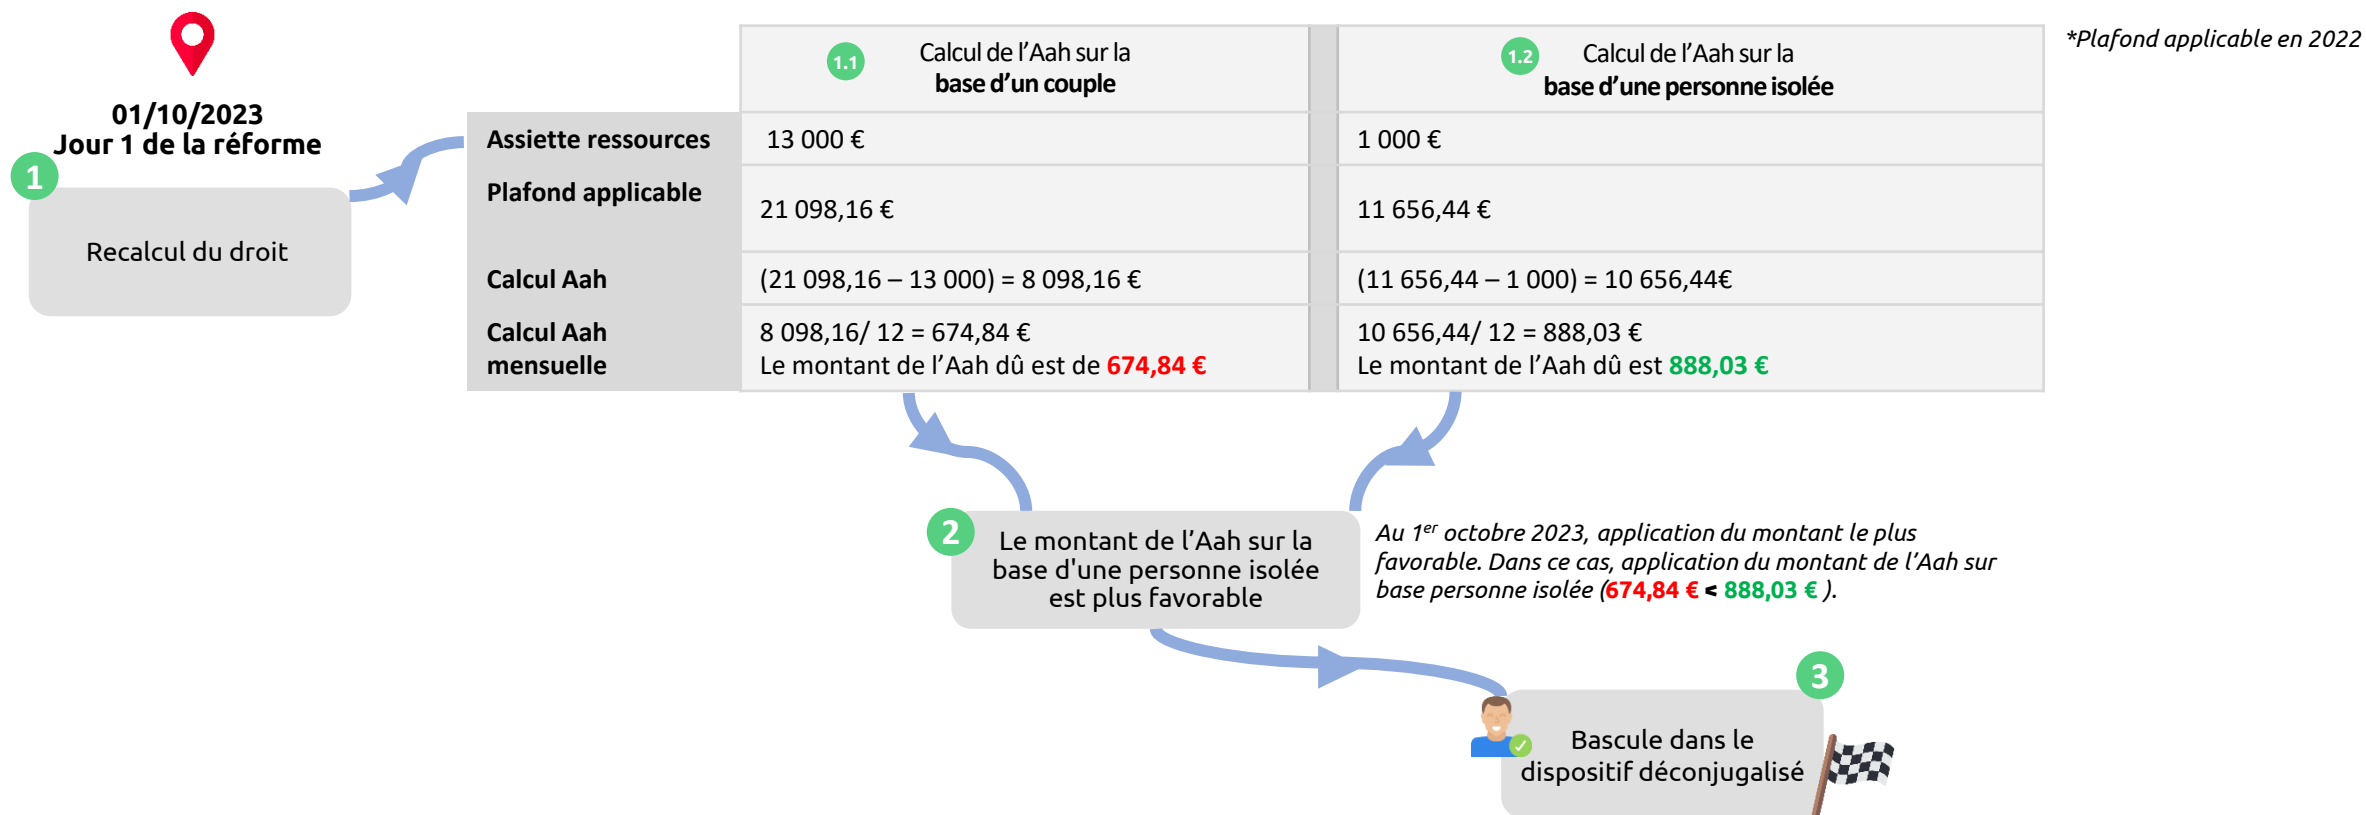 *Plafond applicable en 2022
01/10/2023
Jour 1 de la réforme
1
Recalcul du droit
1.1
Calcul de l’Aah sur la
base d’un couple
1.2
Calcul de l’Aah sur la
base d’une personne isolée
Assiette ressources
13 000 €
1 000 €
Plafond applicable
21 098,16 €
11 656,44 €
Calcul Aah
(21 098,16 – 13 000) = 8 098,16 €
(11 656,44 – 1 000) = 10 656,44€
Calcul Aah
mensuelle
8 098,16/ 12 = 674,84 €
Le montant de l’Aah dû est de 674,84 €
10 656,44/ 12 = 888,03 €
Le montant de l’Aah dû est 888,03 €
2
Le montant de l’Aah sur la
base d'une personne isolée
est plus favorable
Au 1er octobre 2023, application du montant le plus
favorable. Dans ce cas, application du montant de l’Aah sur
base personne isolée (674,84 € < 888,03 € ).
3
Bascule dans le
dispositif déconjugalisé